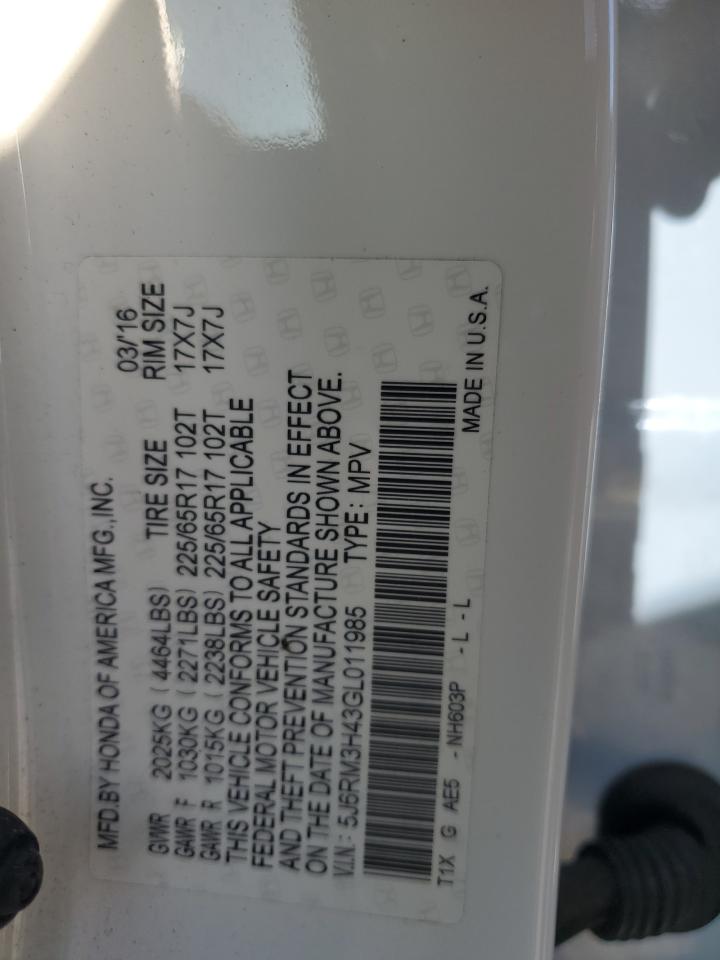 MFD.BY HONDA OF AMERICA MFG.,INC. 03/'16
GVWR 2025KG (4464LBS) TIRE SIZE RIM SIZE
GAWR F 1030KG (2271LBS) 225/65R17 102T 17X7J
GAWR R 1015KG (2238LBS) 225/65R17 102T 17X7J
THIS VEHICLE CONFORMS TO ALL APPLICABLE
FEDERAL MOTOR VEHICLE SAFETY
AND THEFT PREVENTION STANDARDS IN EFFECT
ON THE DATE OF MANUFACTURE SHOWN ABOVE.
V.I.N: 5J6RM3H43GL011985 TYPE: MPV
T1X G AE5 -NH603P -L-L MADE IN U.S.A.